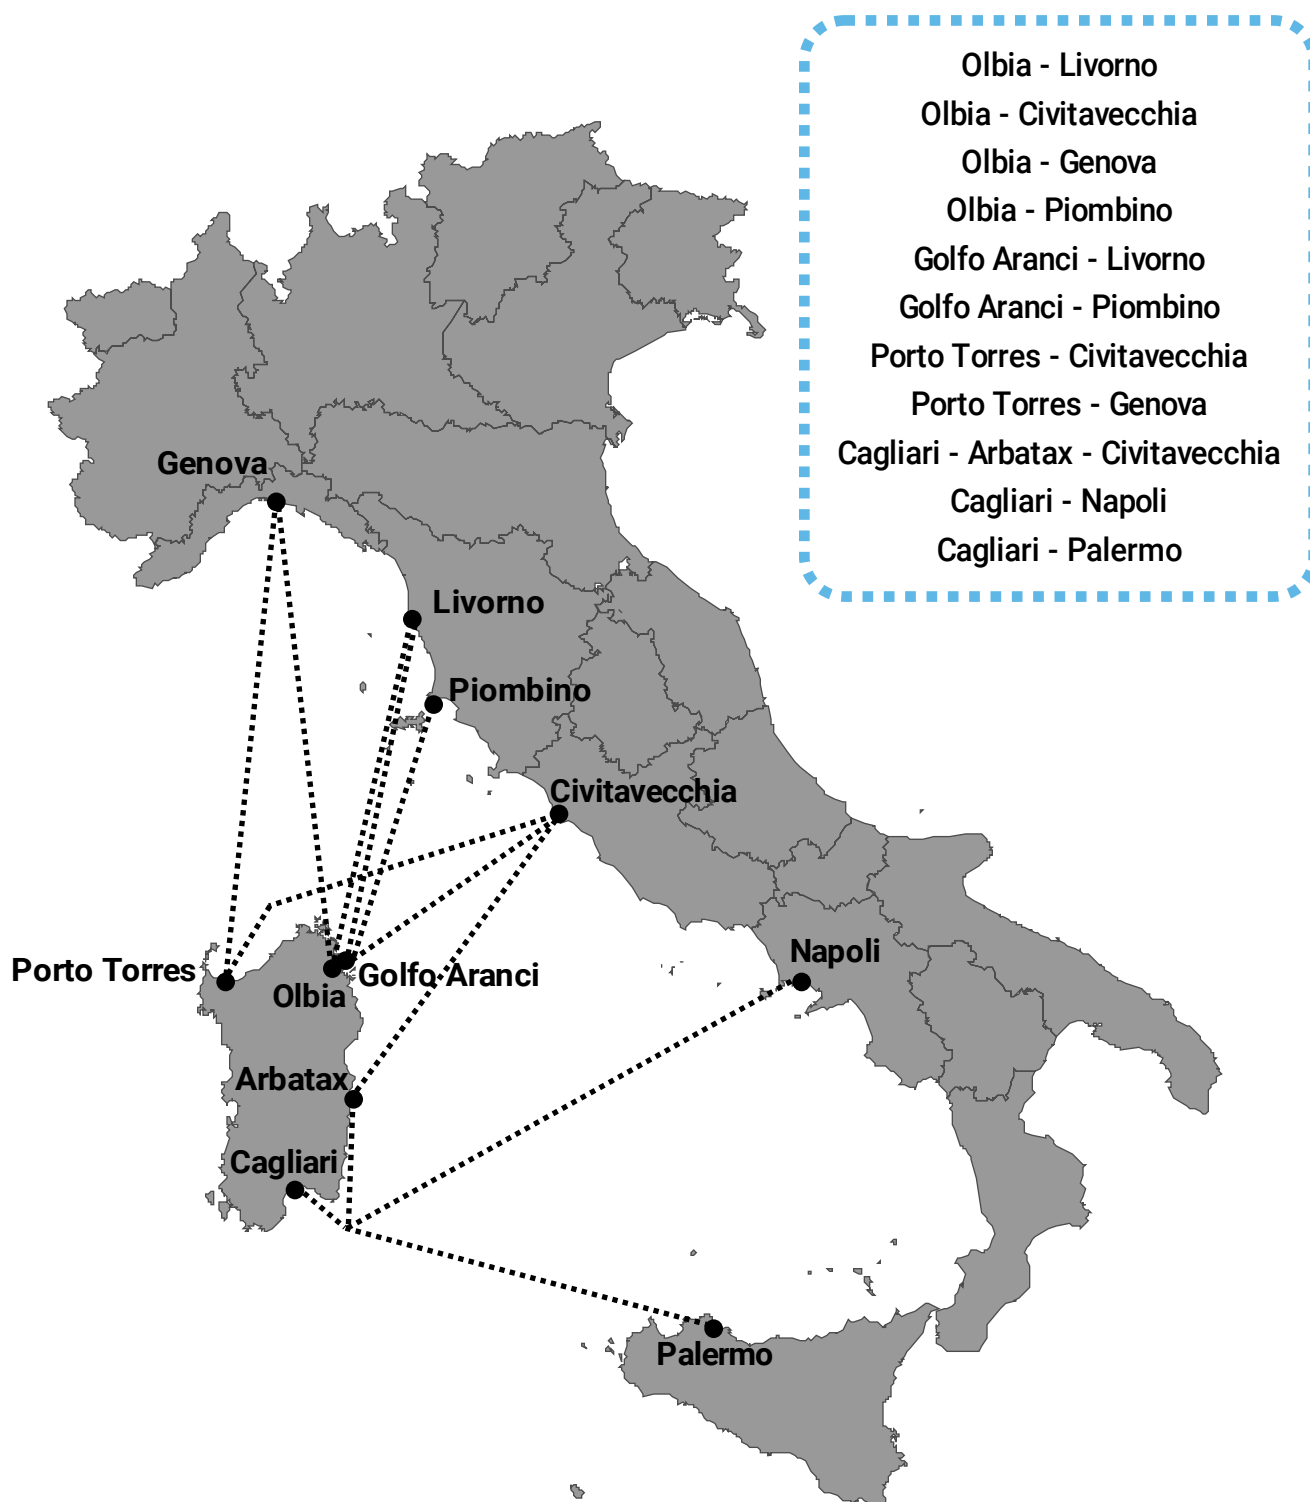 Olbia - Livorno
Olbia - Civitavecchia
Olbia - Genova
Olbia - Piombino
Golfo Aranci - Livorno
Golfo Aranci - Piombino
Porto Torres - Civitavecchia
Porto Torres - Genova
Cagliari - Arbatax - Civitavecchia
Cagliari - Napoli
Cagliari - Palermo
Genova
Livorno
Piombino
Civitavecchia
Napoli
Porto Torres
Golfo Aranci
Olbia
Arbatax
Cagliari
Palermo